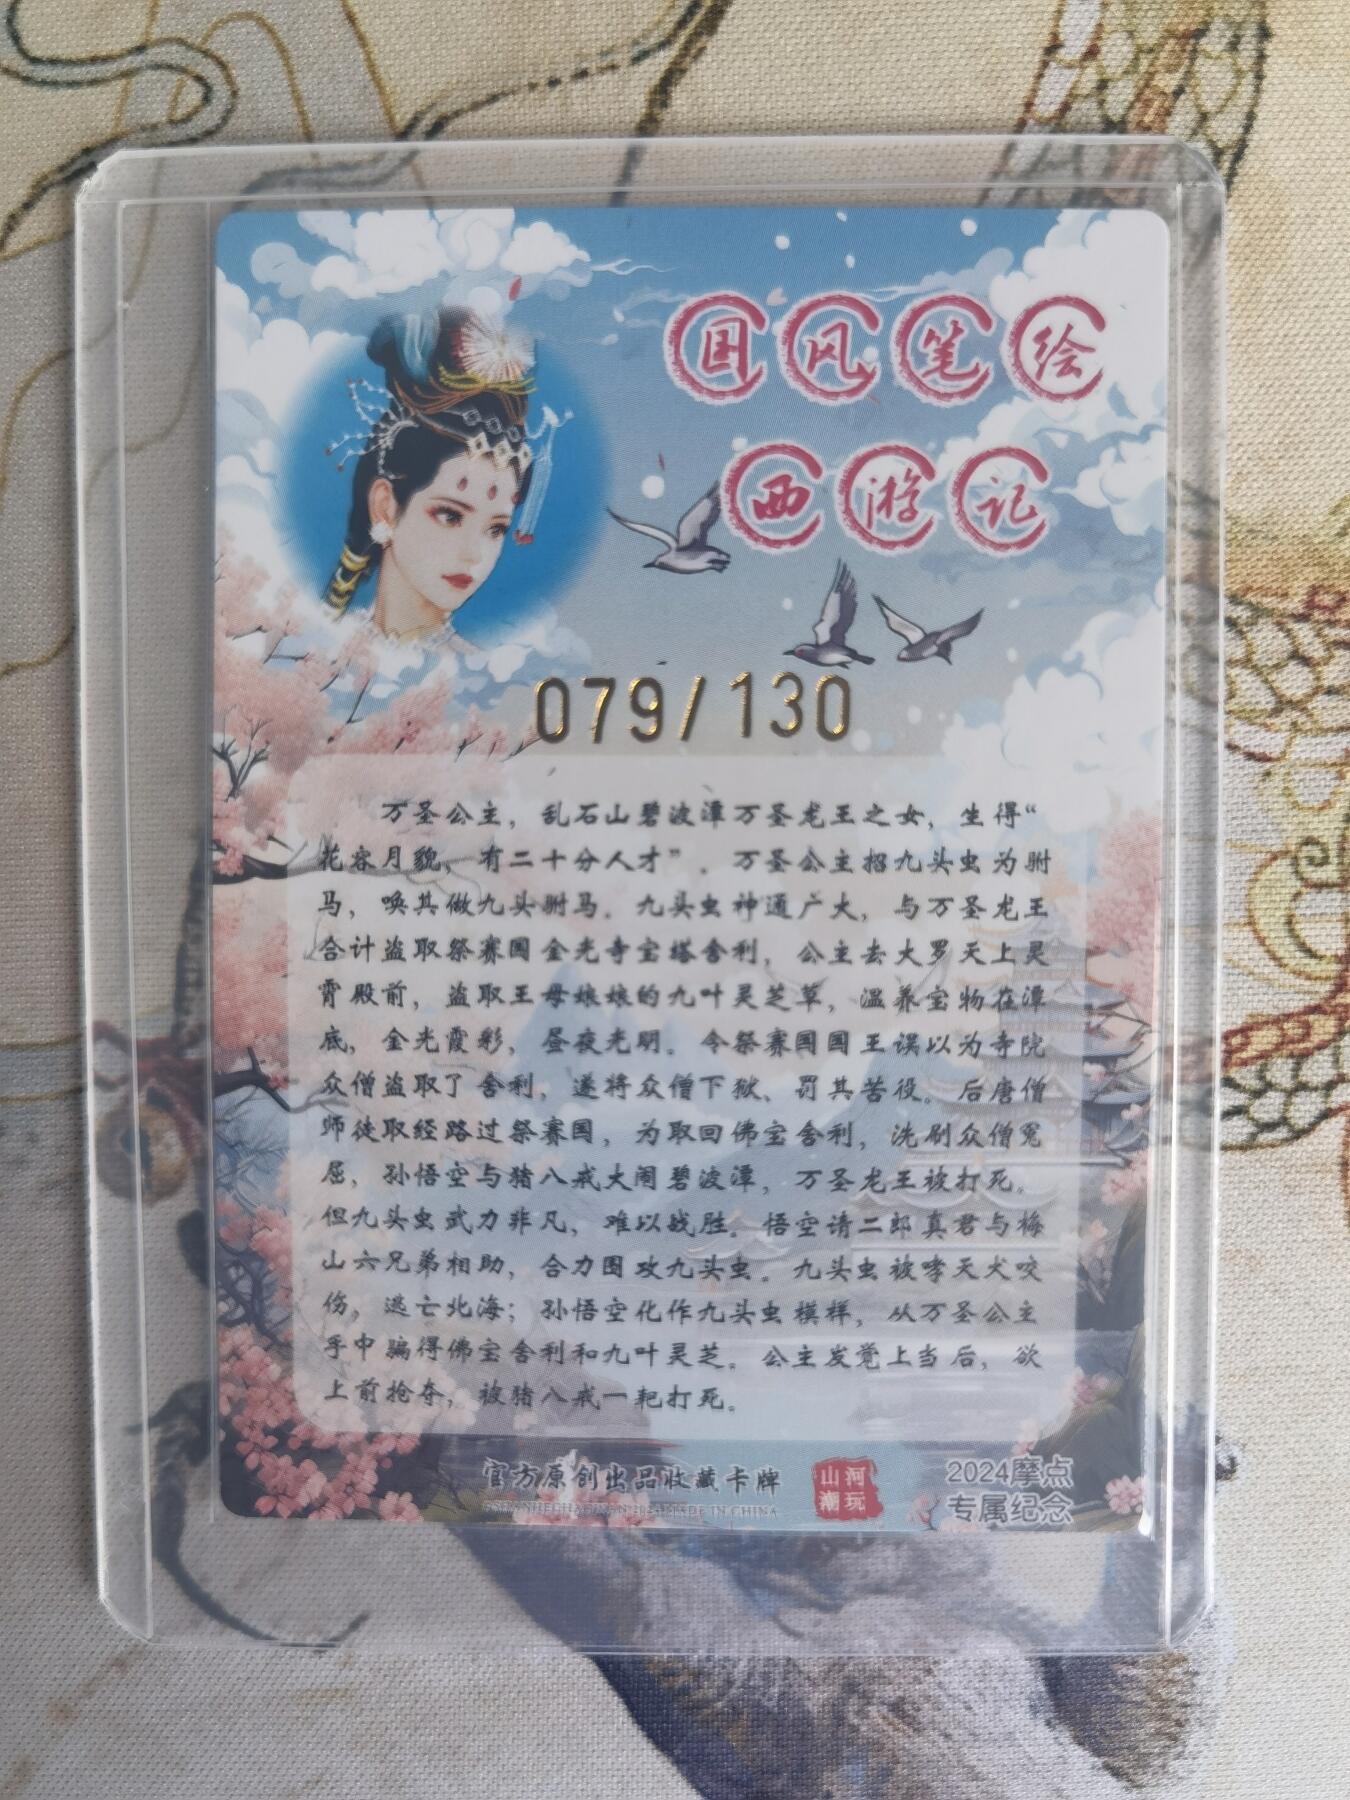 国风笔绘
西游记
079/130
万圣公主，乱石山碧波潭万圣龙王之女，生得“
花容月貌，有二十分人才”。万圣公主招九头虫为驸
马，唤其做九头驸马。九头虫神通广大，与万圣龙王
合计盗取祭赛国金光寺宝塔舍利，公主去大罗天上灵
霄殿前，盗取王母娘娘的九叶灵芝草，温养宝物在潭
底，金光霞彩，昼夜光明。令祭赛国国王误以为寺院
众僧盗取了舍利，遂将众僧下狱、罚其苦役。后唐僧
师徒取经路过祭赛国，为取回佛宝舍利，洗刷众僧冤
屈，孙悟空与猪八戒大闹碧波潭，万圣龙王被打死。
但九头虫武力非凡，难以战胜。悟空请二郎真君与梅
山六兄弟相助，合力围攻九头虫。九头虫被哮天犬咬
伤，逃亡北海；孙悟空化作九头虫模样，从万圣公主
手中骗得佛宝舍利和九叶灵芝。公主发觉上当后，欲
上前抢夺，被猪八戒一耙打死。
官方原创出品收藏卡牌
MADE IN CHINA
山河
潮玩
2024摩点
专属纪念